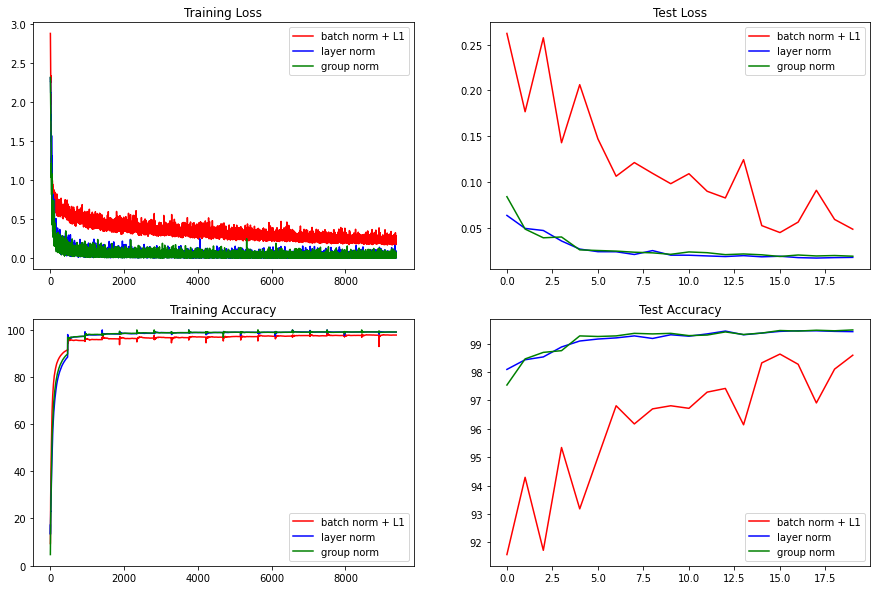 Training Loss
3.0
2.5
2.0
1.5
1.0
0.5
0.0
0 2000 4000 6000 8000
batch norm + L1
layer norm
group norm
Test Loss
0.25
0.20
0.15
0.10
0.05
0.0 2.5 5.0 7.5 10.0 12.5 15.0 17.5
batch norm + L1
layer norm
group norm
Training Accuracy
100
80
60
40
20
0
0 2000 4000 6000 8000
batch norm + L1
layer norm
group norm
Test Accuracy
99
98
97
96
95
94
93
92
0.0 2.5 5.0 7.5 10.0 12.5 15.0 17.5
batch norm + L1
layer norm
group norm